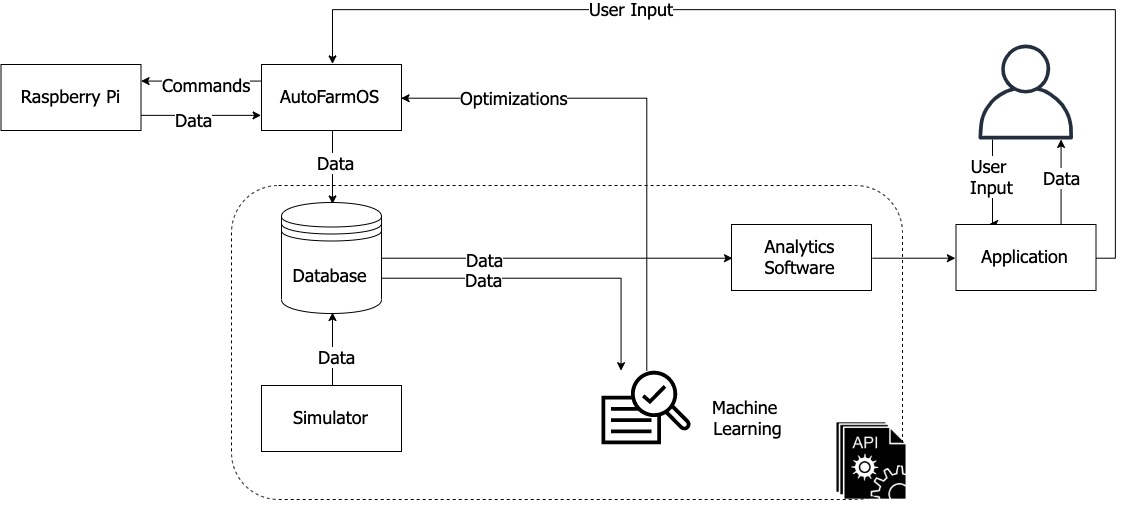 User Input
Raspberry Pi
Commands
Data
AutoFarmOS
Optimizations
Data
User
Input
Data
Database
Data
Data
Analytics
Software
Application
Data
Simulator
Machine
Learning
API